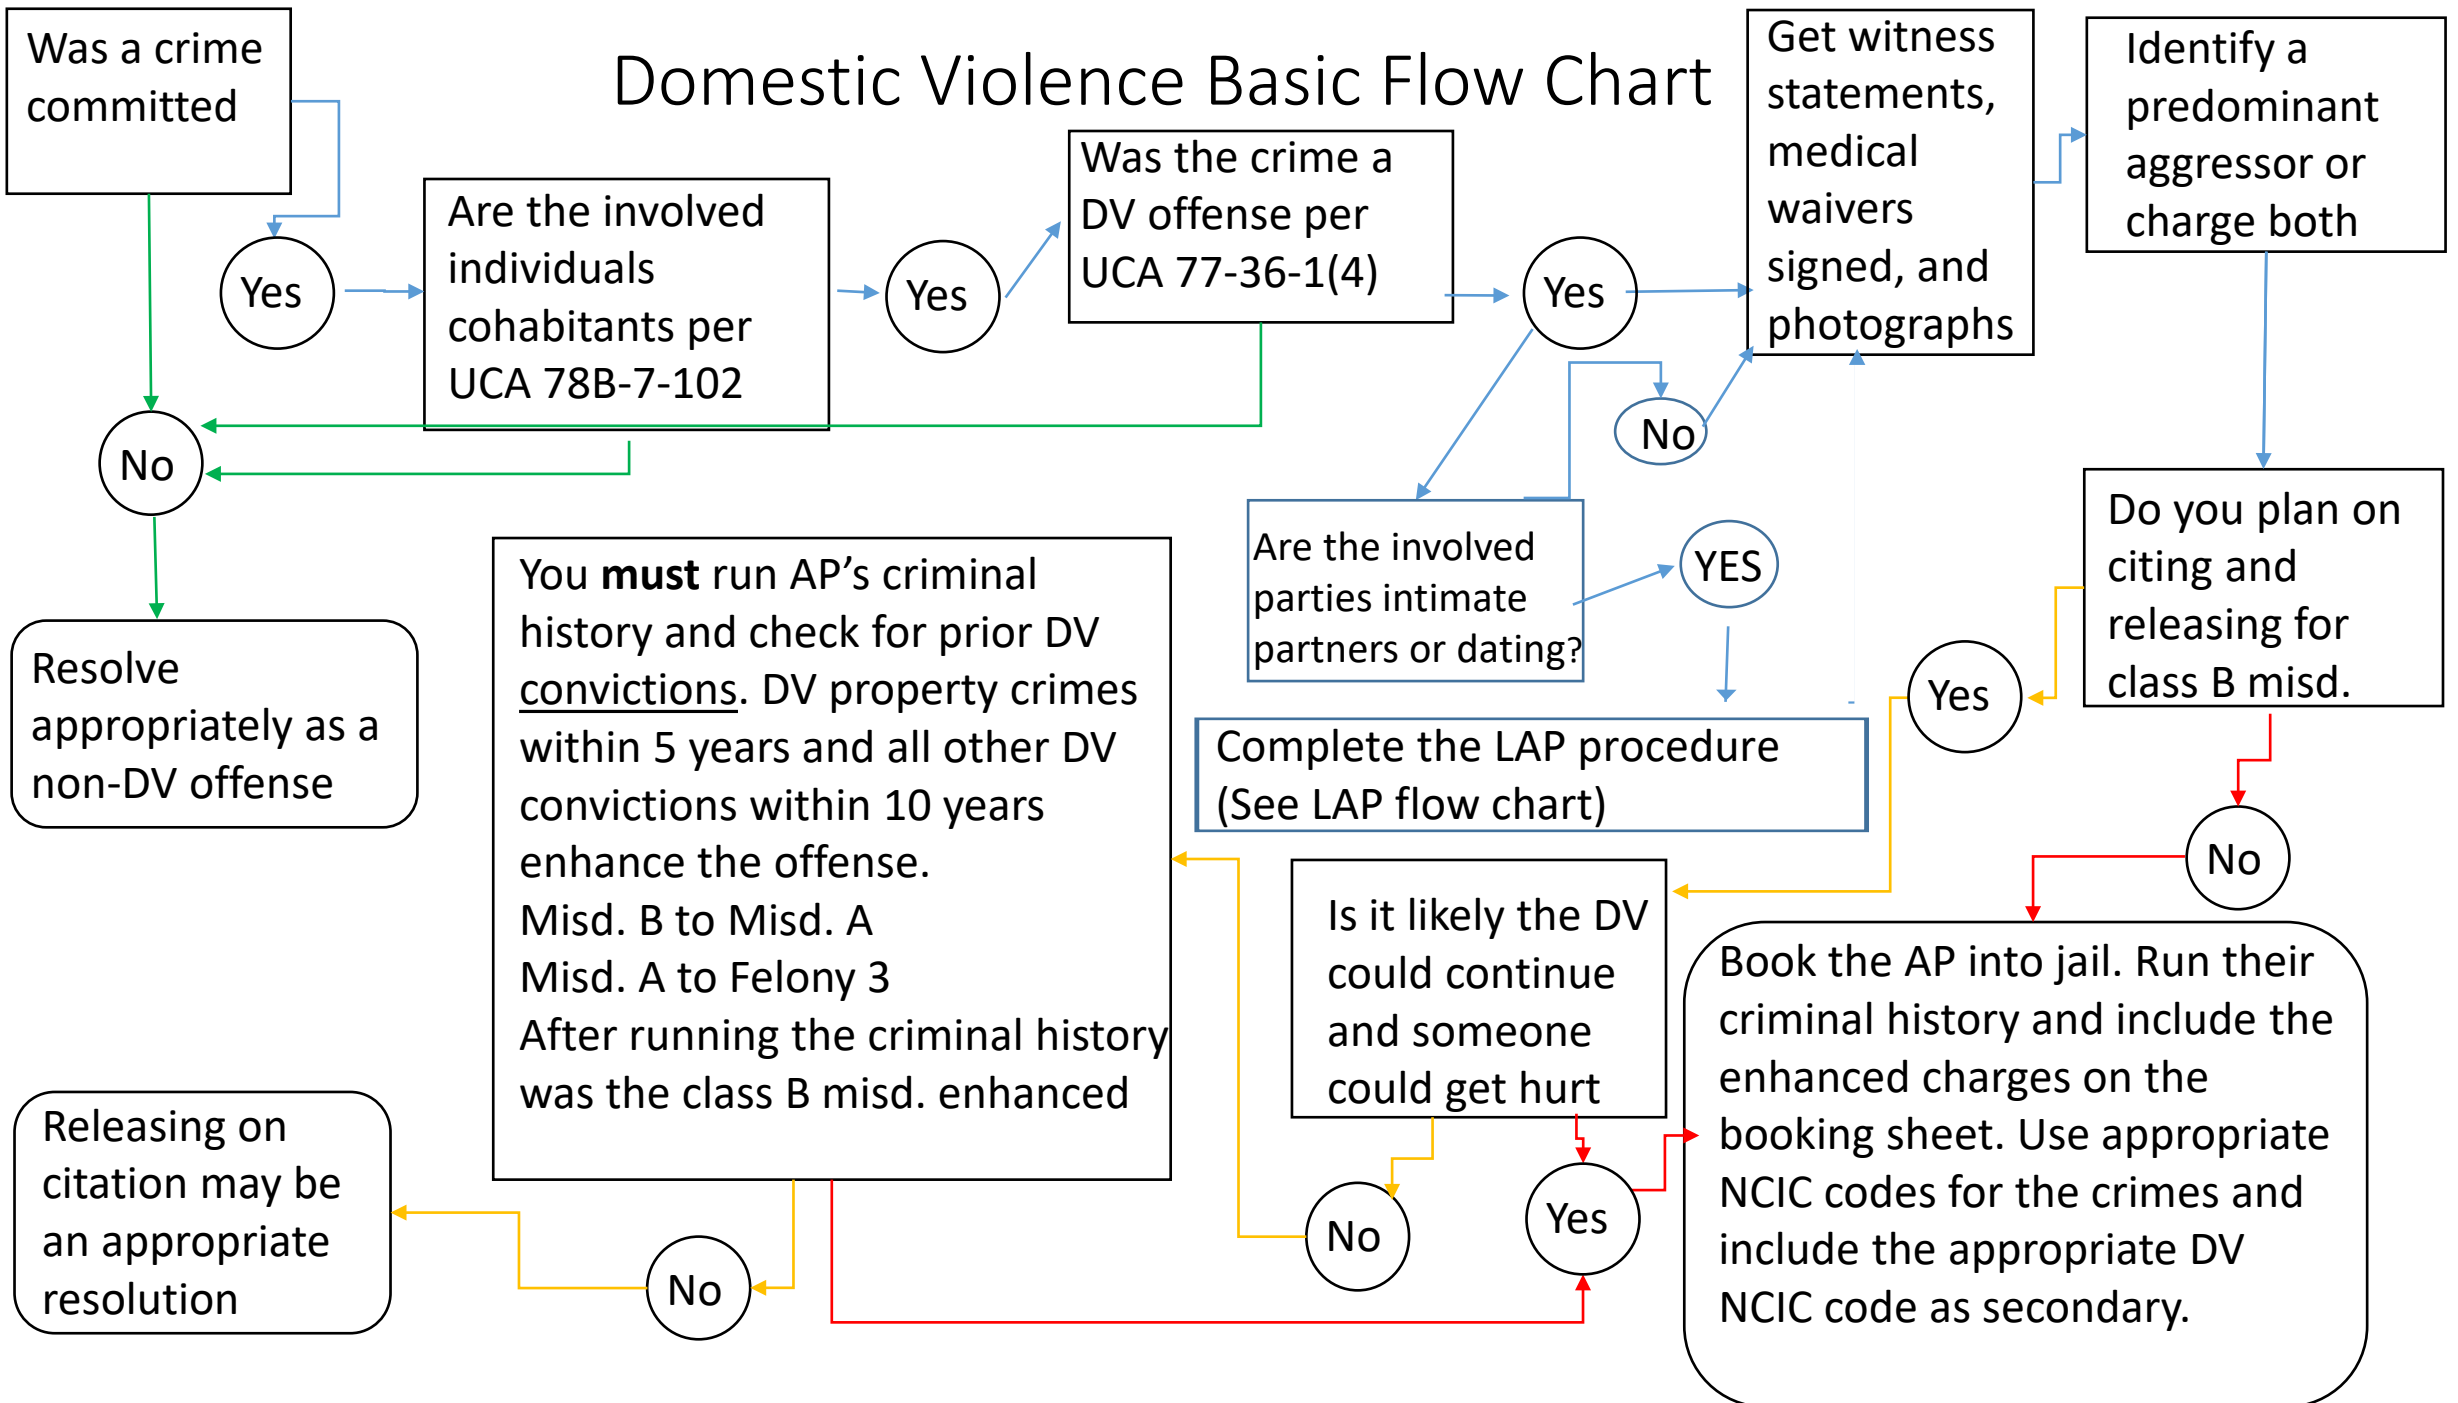 Domestic Violence Basic Flow Chart
Was a crime
committed
Yes
Are the involved
individuals
cohabitants per
UCA 78B-7-102
Yes
Was the crime a
DV offense per
UCA 77-36-1(4)
Yes
Get witness
statements,
medical
waivers
signed, and
photographs
Identify a
predominant
aggressor or
charge both
No
No
Resolve
appropriately as a
non-DV offense
Are the involved
parties intimate
partners or dating?
YES
Complete the LAP procedure
(See LAP flow chart)
Do you plan on
citing and
releasing for
class B misd.
Yes
No
Is it likely the DV
could continue
and someone
could get hurt
No
Yes
You must run AP’s criminal
history and check for prior DV
convictions. DV property crimes
within 5 years and all other DV
convictions within 10 years
enhance the offense.
Misd. B to Misd. A
Misd. A to Felony 3
After running the criminal history
was the class B misd. enhanced
No
Releasing on
citation may be
an appropriate
resolution
Book the AP into jail. Run their
criminal history and include the
enhanced charges on the
booking sheet. Use appropriate
NCIC codes for the crimes and
include the appropriate DV
NCIC code as secondary.